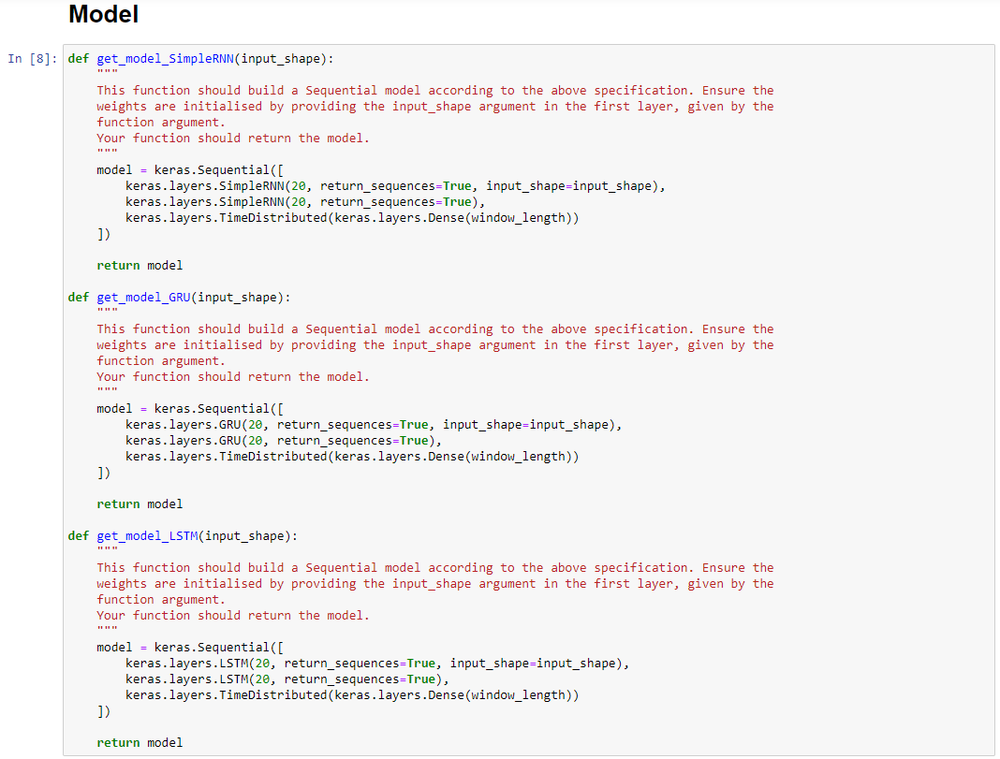 Model
In [8]: def get_model_SimpleRNN(input_shape):
"""
This function should build a Sequential model according to the above specification. Ensure the
weights are initialised by providing the input_shape argument in the first layer, given by the
function argument.
Your function should return the model.
"""
model = keras.Sequential([
keras.layers.SimpleRNN(20, return_sequences=True, input_shape=input_shape),
keras.layers.SimpleRNN(20, return_sequences=True),
keras.layers.TimeDistributed(keras.layers.Dense(window_length))
])
return model
def get_model_GRU(input_shape):
"""
This function should build a Sequential model according to the above specification. Ensure the
weights are initialised by providing the input_shape argument in the first layer, given by the
function argument.
Your function should return the model.
"""
model = keras.Sequential([
keras.layers.GRU(20, return_sequences=True, input_shape=input_shape),
keras.layers.GRU(20, return_sequences=True),
keras.layers.TimeDistributed(keras.layers.Dense(window_length))
])
return model
def get_model_LSTM(input_shape):
"""
This function should build a Sequential model according to the above specification. Ensure the
weights are initialised by providing the input_shape argument in the first layer, given by the
function argument.
Your function should return the model.
"""
model = keras.Sequential([
keras.layers.LSTM(20, return_sequences=True, input_shape=input_shape),
keras.layers.LSTM(20, return_sequences=True),
keras.layers.TimeDistributed(keras.layers.Dense(window_length))
])
return model